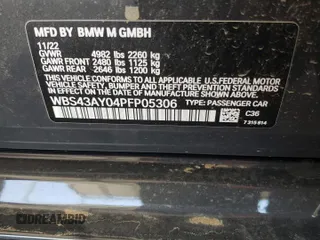 MFD BY BMW M GMBH
11/22
GVWR 4982 lbs 2260 kg
GAWR FRONT 2480 lbs 1125 kg
GAWR REAR 2646 lbs 1200 kg
THIS VEHICLE CONFORMS TO ALL APPLICABLE U.S. FEDERAL MOTOR
VEHICLE SAFETY, BUMPER, AND THEFT PREVENTION STANDARDS IN
EFFECT ON THE DATE OF MANUFACTURE SHOWN ABOVE.
WBS43AY04PFP05306 TYPE: PASSENGER CAR
C36
7 315 814
DREAMBID